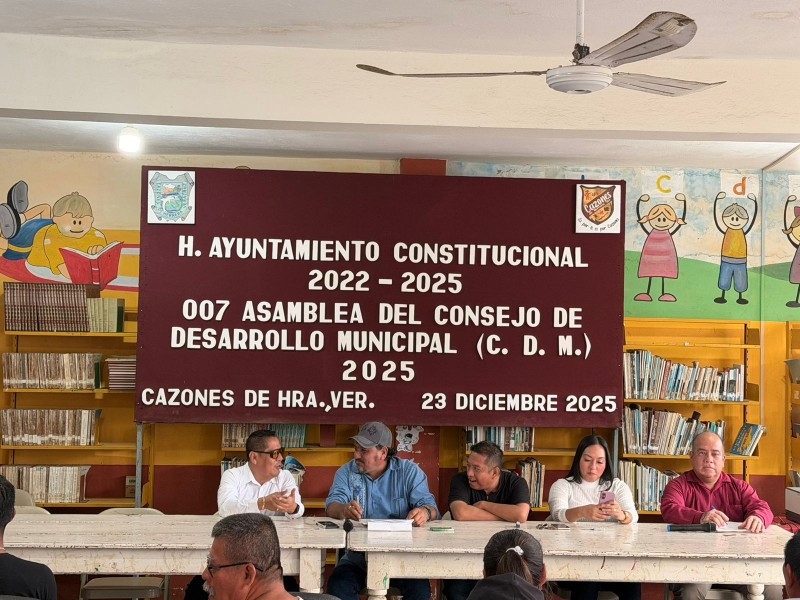 H. AYUNTAMIENTO CONSTITUCIONAL
2022 - 2025
007 ASAMBLEA DEL CONSEJO DE
DESARROLLO MUNICIPAL (C. D. M.)
2025
CAZONES DE HRA.,VER. 23 DICIEMBRE 2025
Cazones
c d